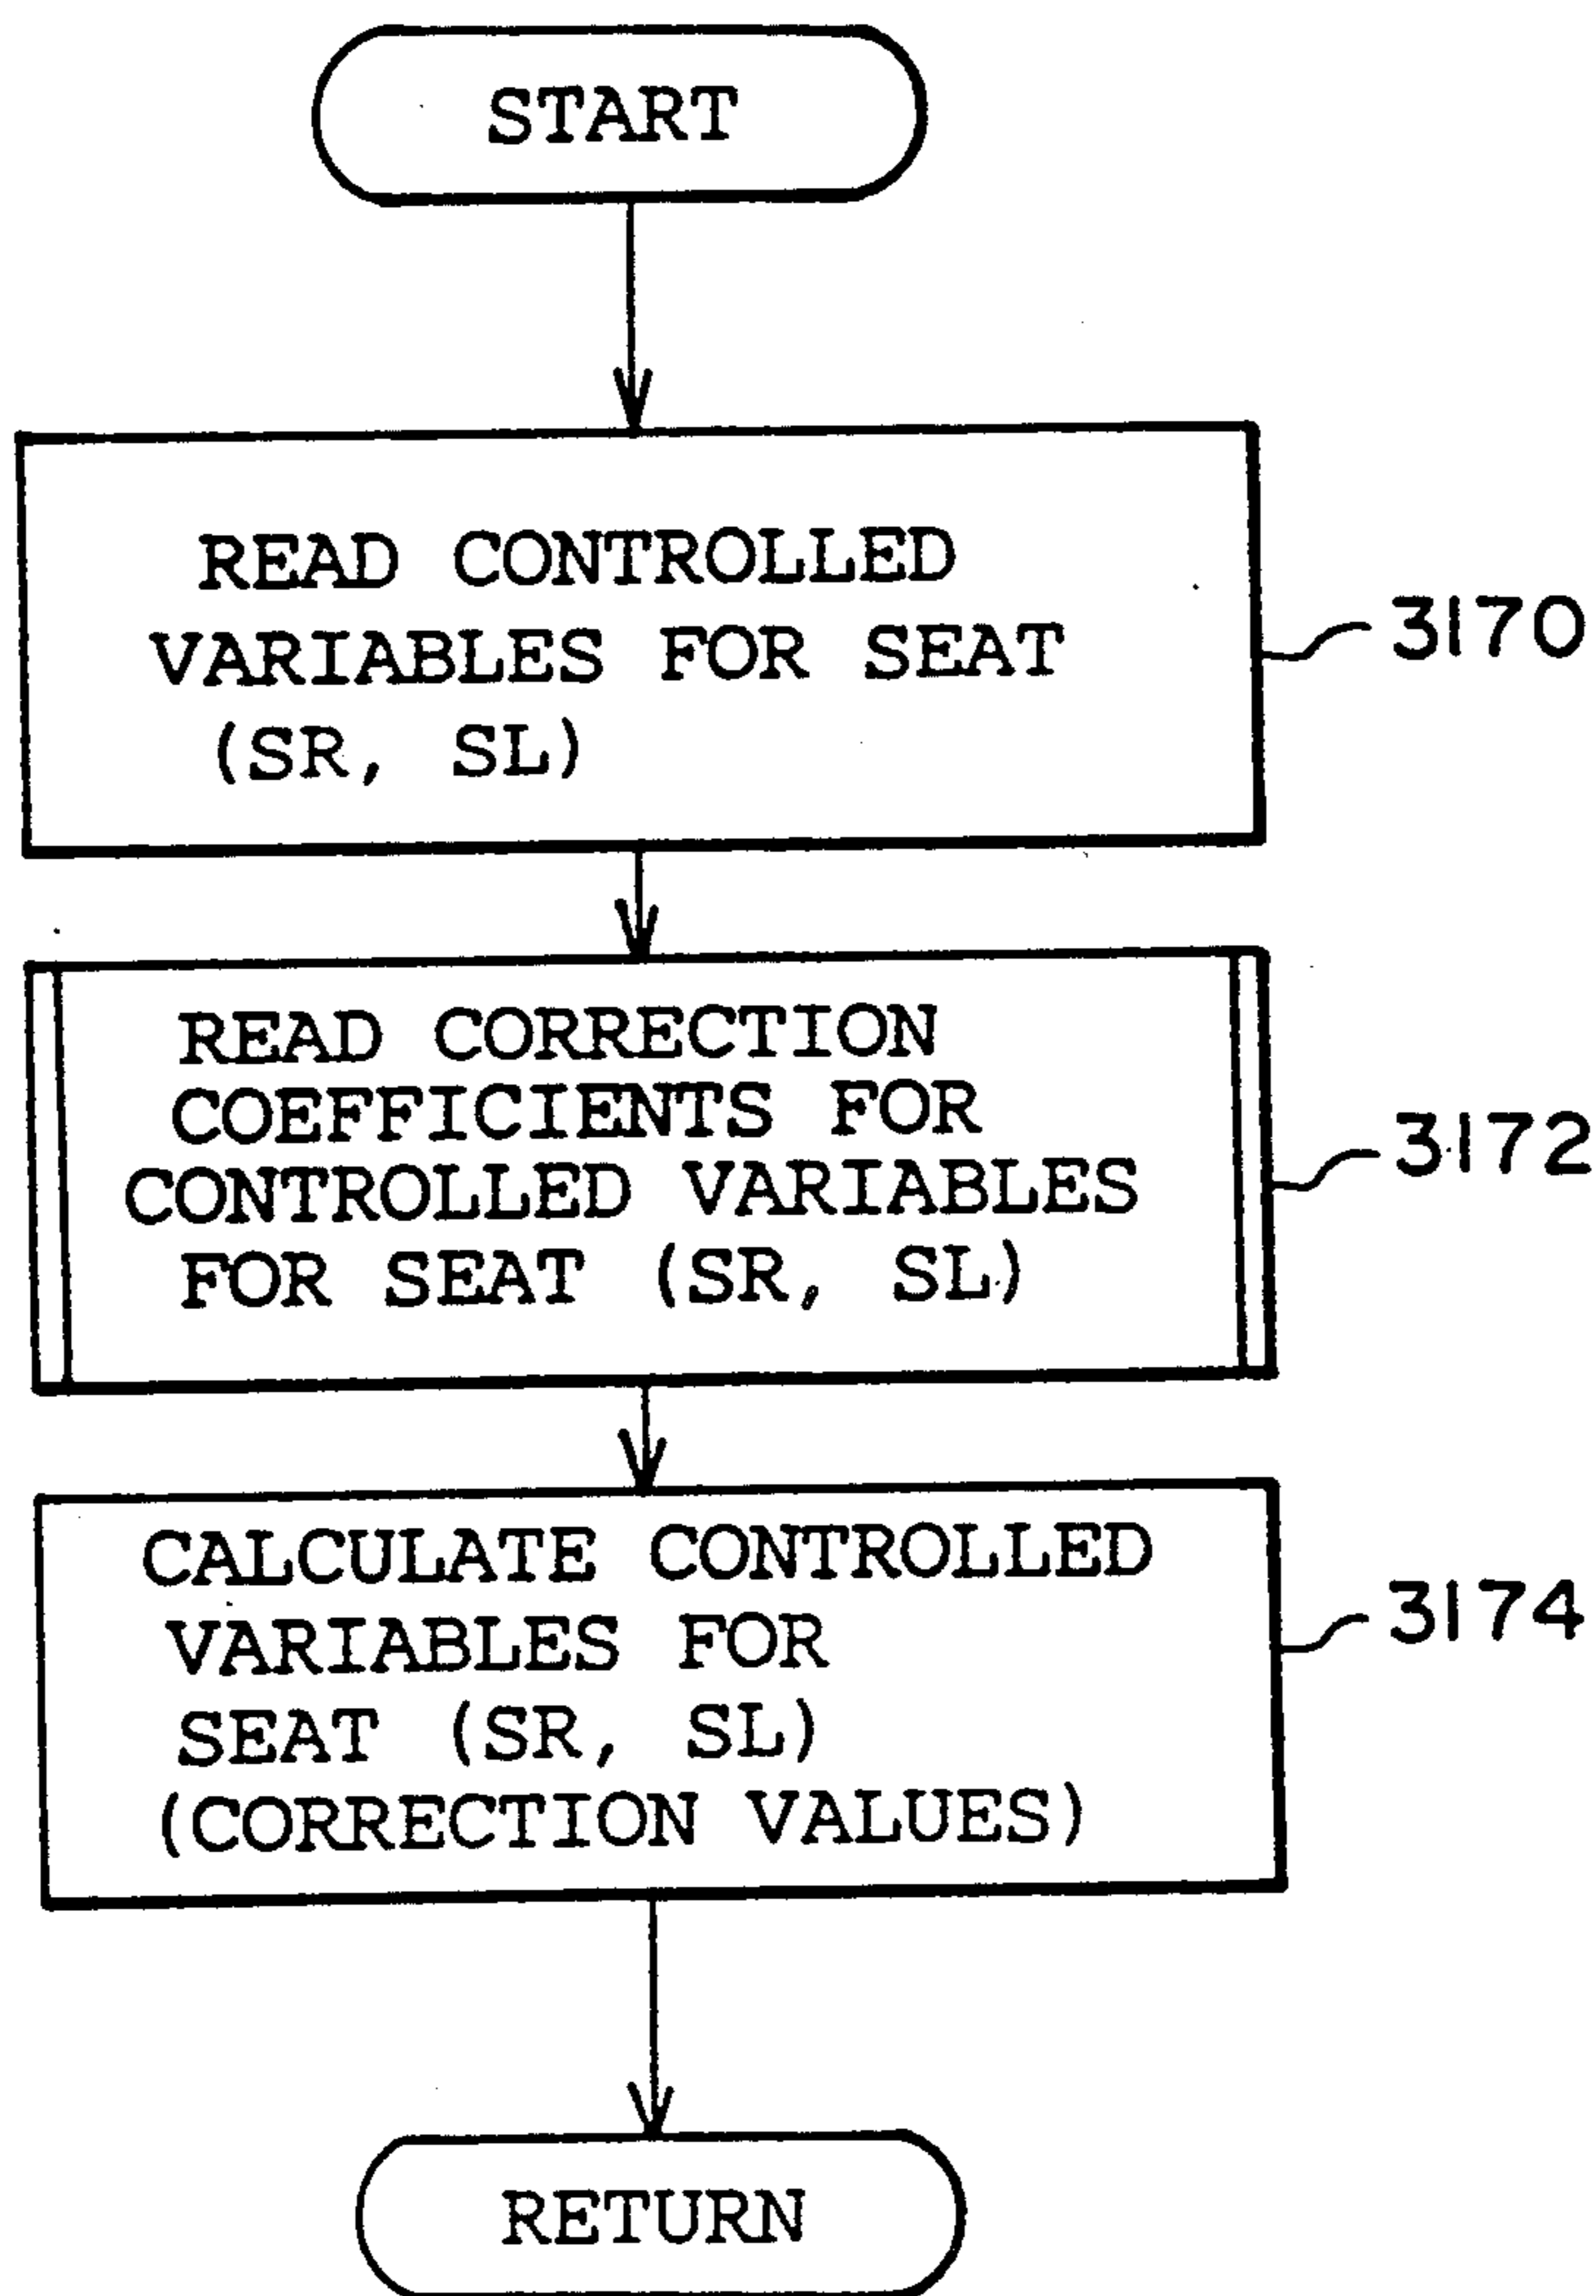 START
READ CONTROLLED
VARIABLES FOR SEAT
(SR, SL)
3170
READ CORRECTION
COEFFICIENTS FOR
CONTROLLED VARIABLES
FOR SEAT (SR, SL)
3172
CALCULATE CONTROLLED
VARIABLES FOR
SEAT (SR, SL)
(CORRECTION VALUES)
3174
RETURN